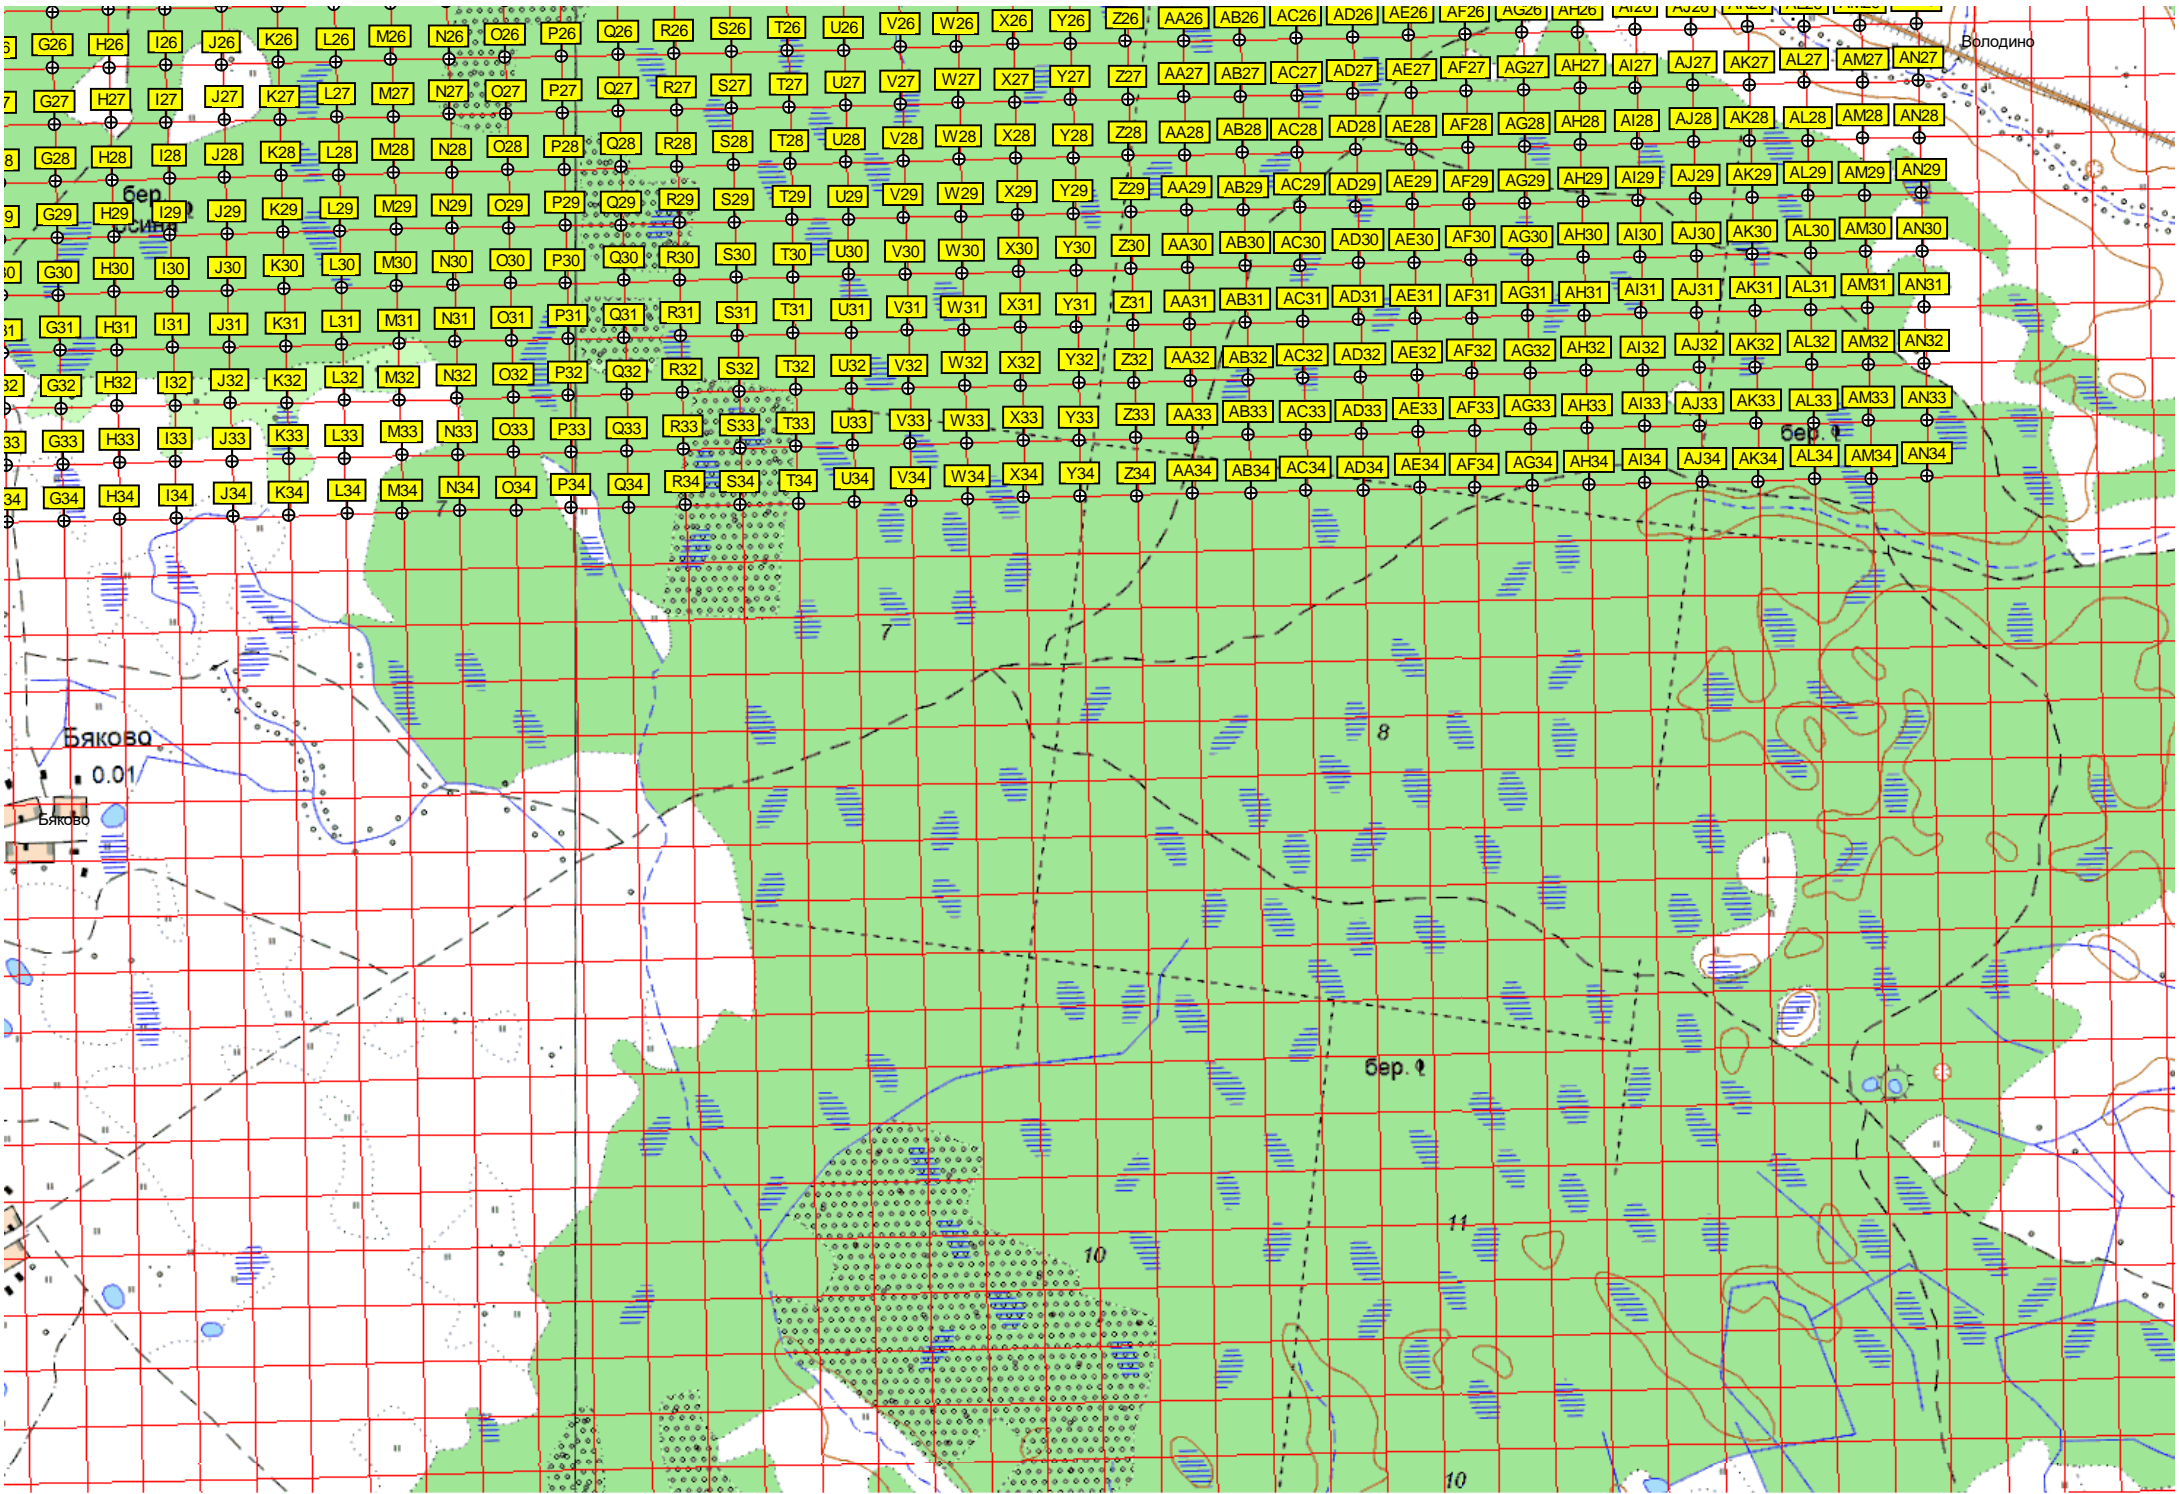 Z26 AA26 AB26 AC26 AD26 AE26 AF26 AG26 AH26 AI26 AJ26
G26 H26 I26 J26 K26 L26 M26 N26 O26 P26 Q26 R26 S26 T26 U26 V26 W26 X26 Y26
Володино
G27 H27 I27 J27 K27 L27 M27 N27 O27 P27 Q27 R27 S27 T27 U27 V27 W27 X27 Y27 Z27 AA27 AB27 AC27 AD27 AE27 AF27 AG27 AH27 AI27 AJ27 AK27 AL27 AM27 AN27
G28 H28 I28 J28 K28 L28 M28 N28 O28 P28 Q28 R28 S28 T28 U28 V28 W28 X28 Y28 Z28 AA28 AB28 AC28 AD28 AE28 AF28 AG28 AH28 AI28 AJ28 AK28 AL28 AM28 AN28
бер.
G29 H29 I29 J29 K29 L29 M29 N29 O29 P29 Q29 R29 S29 T29 U29 V29 W29 X29 Y29 Z29 AA29 AB29 AC29 AD29 AE29 AF29 AG29 AH29 AI29 AJ29 AK29 AL29 AM29 AN29
G30 H30 I30 J30 K30 L30 M30 N30 O30 P30 Q30 R30 S30 T30 U30 V30 W30 X30 Y30 Z30 AA30 AB30 AC30 AD30 AE30 AF30 AG30 AH30 AI30 AJ30 AK30 AL30 AM30 AN30
G31 H31 I31 J31 K31 L31 M31 N31 O31 P31 Q31 R31 S31 T31 U31 V31 W31 X31 Y31 Z31 AA31 AB31 AC31 AD31 AE31 AF31 AG31 AH31 AI31 AJ31 AK31 AL31 AM31 AN31
G32 H32 I32 J32 K32 L32 M32 N32 O32 P32 Q32 R32 S32 T32 U32 V32 W32 X32 Y32 Z32 AA32 AB32 AC32 AD32 AE32 AF32 AG32 AH32 AI32 AJ32 AK32 AL32 AM32 AN32
G33 H33 I33 J33 K33 L33 M33 N33 O33 P33 Q33 R33 S33 T33 U33 V33 W33 X33 Y33 Z33 AA33 AB33 AC33 AD33 AE33 AF33 AG33 AH33 AI33 AJ33 AK33 AL33 AM33 AN33
бер.
G34 H34 I34 J34 K34 L34 M34 N34 O34 P34 Q34 R34 S34 T34 U34 V34 W34 X34 Y34 Z34 AA34 AB34 AC34 AD34 AE34 AF34 AG34 AH34 AI34 AJ34 AK34 AL34 AM34 AN34
7
7
Бяково
8
0.01
Бяково
бер.
11
10
10